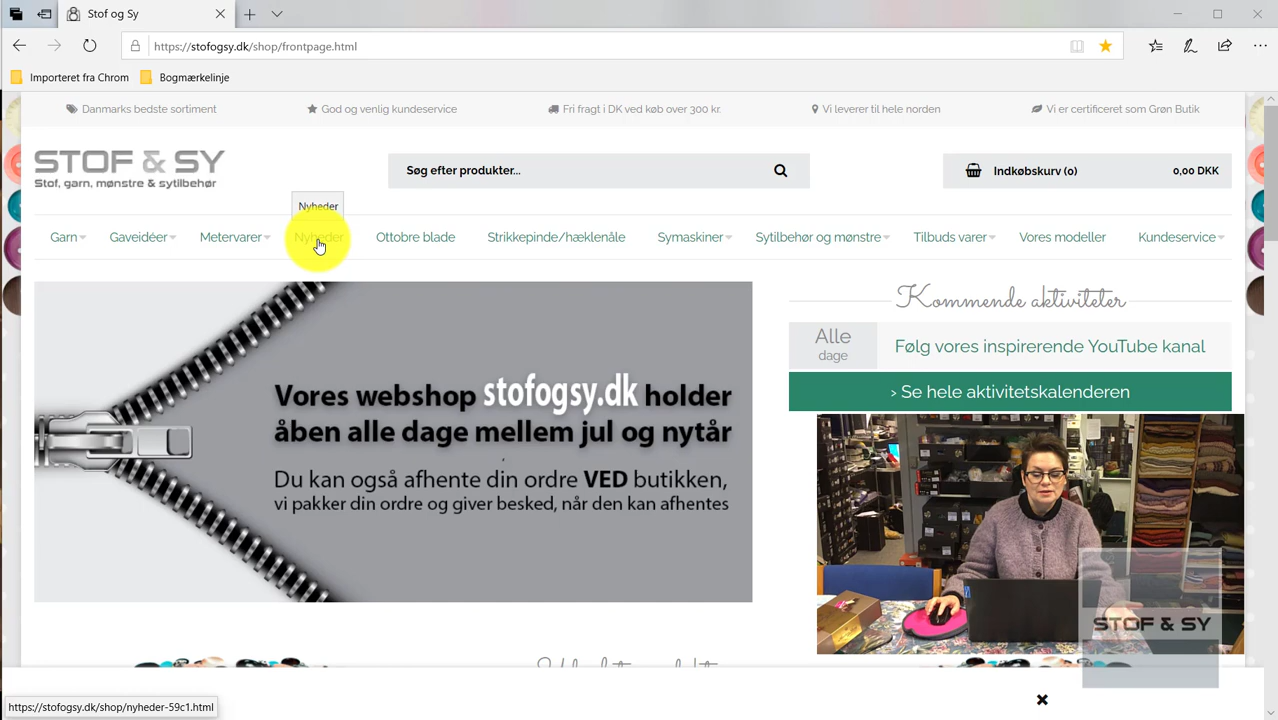 Stof og Sy
https://stofogsy.dk/shop/frontpage.html
Importeret fra Chrom
Bogmærkelinje
Danmarks bedste sortiment
God og venlig kundeservice
Fri fragt i DK ved køb over 300 kr.
Vi leverer til hele norden
Vi er certificeret som Grøn Butik
STOF & SY
Stof, garn, mønstre & sytilbehør
Søg efter produkter...
Indkøbskurv (0)
0,00 DKK
Nyheder
Garn
Gaveidéer
Metervarer
Nyheder
Ottobre blade
Strikkepinde/hæklenåle
Symaskiner
Sytilbehør og mønstre
Tilbuds varer
Vores modeller
Kundeservice
Vores webshop stofogsy.dk holder
åben alle dage mellem jul og nytår
Du kan også afhente din ordre VED butikken,
vi pakker din ordre og giver besked, når den kan afhentes
Kommende aktiviteter
Alle
dage
Følg vores inspirerende YouTube kanal
› Se hele aktivitetskalenderen
STOF & SY
https://stofogsy.dk/shop/nyheder-59c1.html